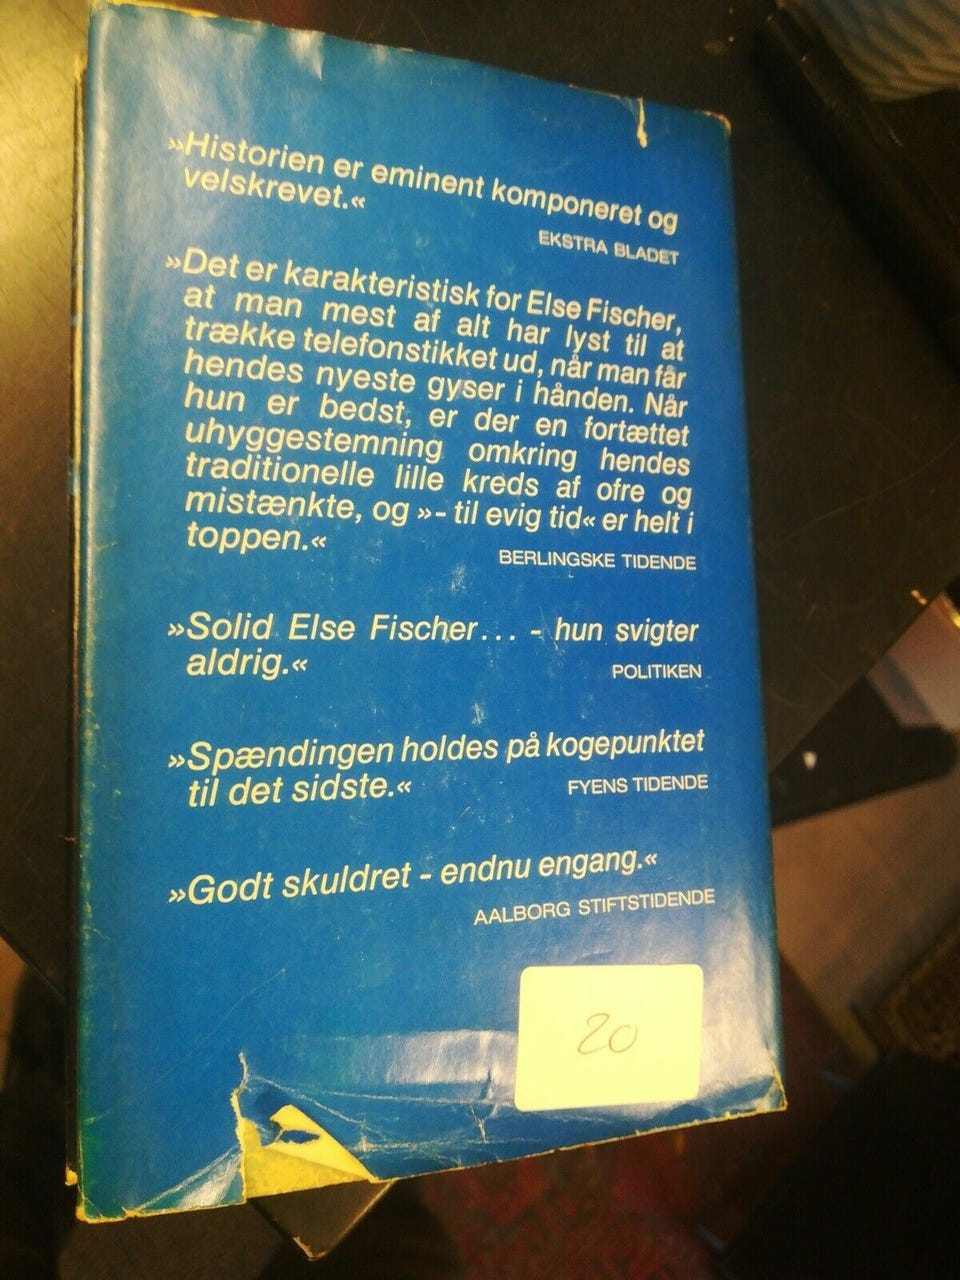 »Historien er eminent komponeret og
velskrevet.«
EKSTRA BLADET
»Det er karakteristisk for Else Fischer,
at man mest af alt har lyst til at
trække telefonstikket ud, når man får
hendes nyeste gyser i hånden. Når
hun er bedst, er der en fortættet
uhyggestemning omkring hendes
traditionelle lille kreds af ofre og
mistænkte, og »- til evig tid« er helt i
toppen.«
BERLINGSKE TIDENDE
»Solid Else Fischer... - hun svigter
aldrig.«
POLITIKEN
»Spændingen holdes på kogepunktet
til det sidste.«
FYENS TIDENDE
»Godt skuldret - endnu engang.«
AALBORG STIFTSTIDENDE
20